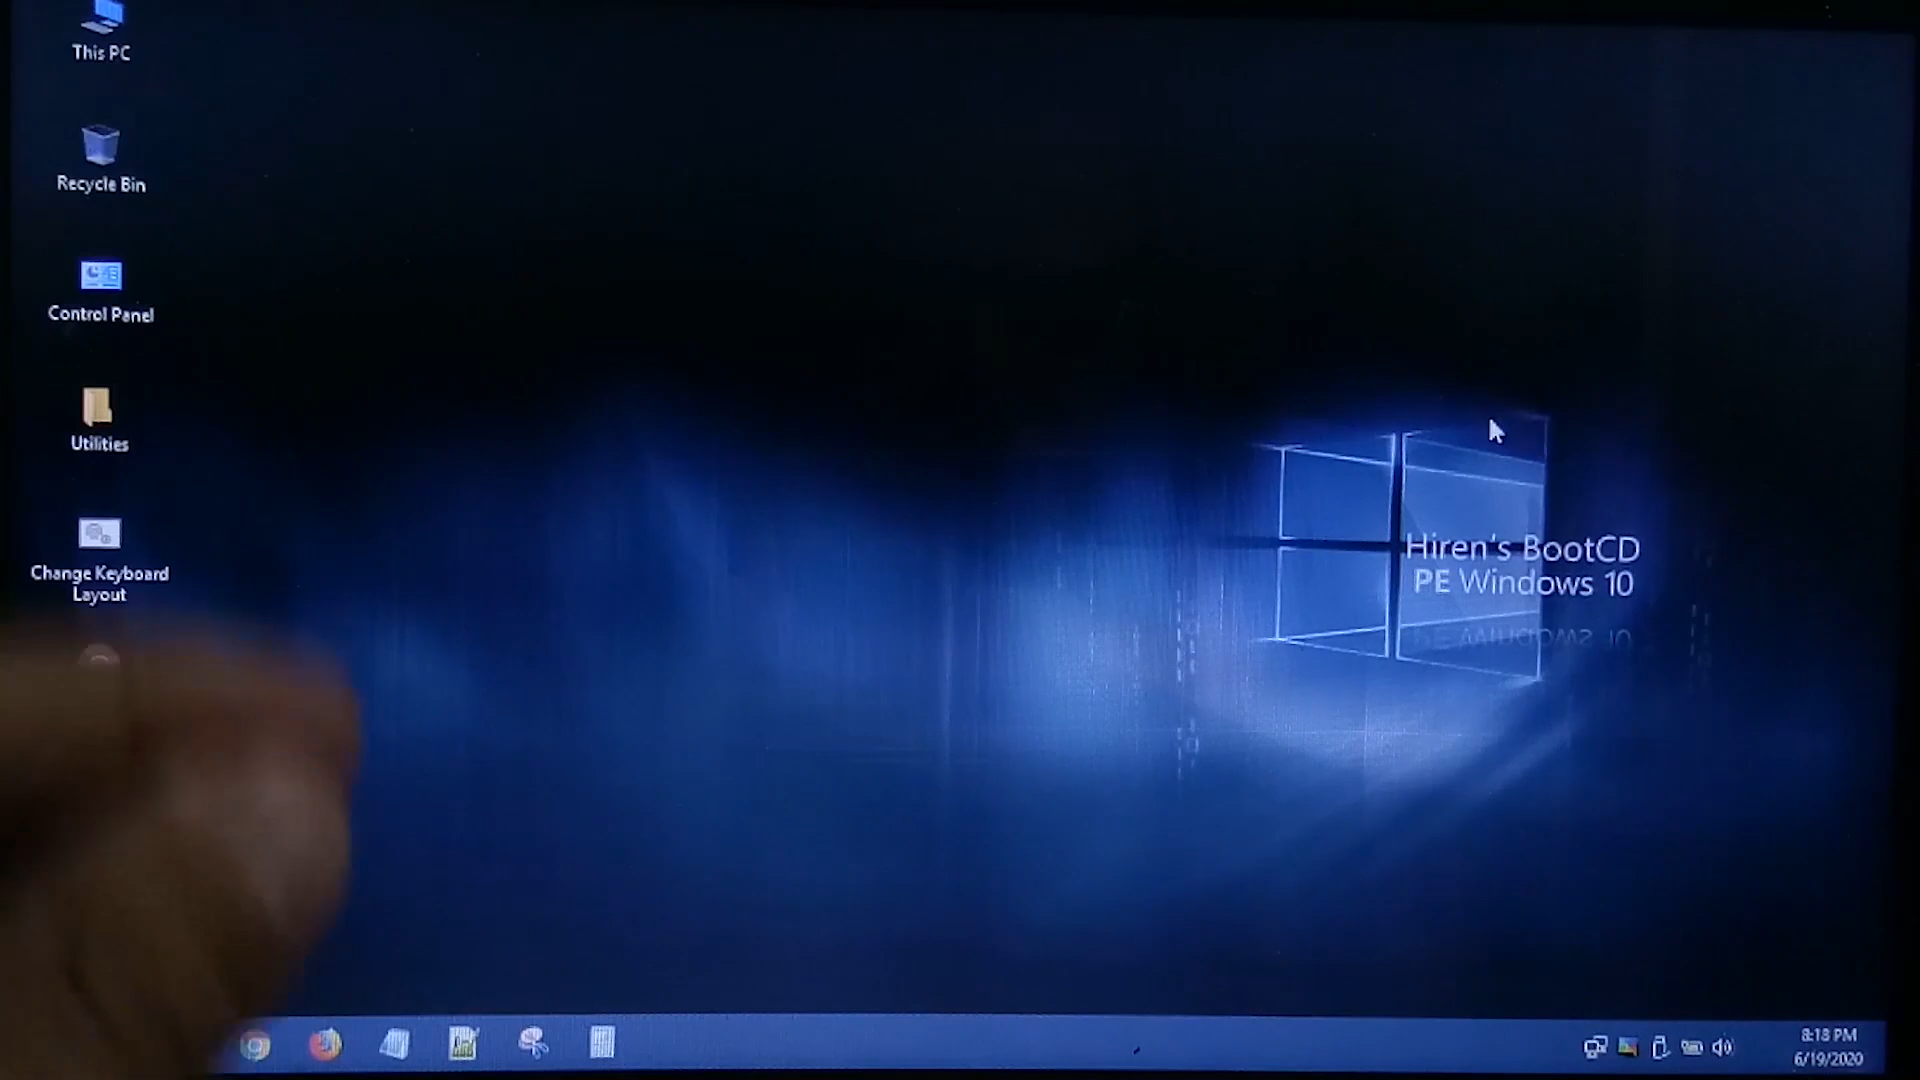 This PC
Recycle Bin
Control Panel
Utilities
Change Keyboard
Layout
Hiren's BootCD
PE Windows 10
8:18 PM
6/19/2020